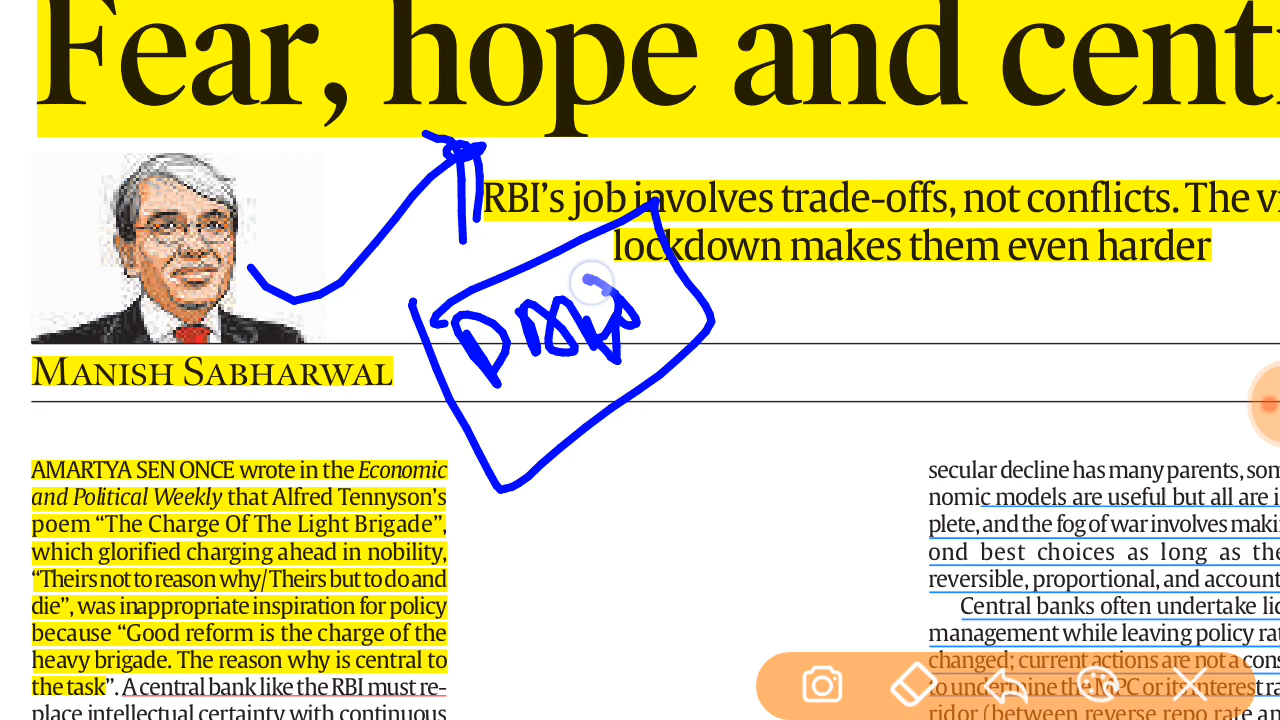 Fear, hope and cent
RBI's job involves trade-offs, not conflicts. The vi
lockdown makes them even harder
MANISH SABHARWAL
AMARTYA SEN ONCE wrote in the Economic
and Political Weekly that Alfred Tennyson's
poem “The Charge Of The Light Brigade”,
which glorified charging ahead in nobility,
“Theirs not to reason why/Theirs but to do and
die”, was inappropriate inspiration for policy
because “Good reform is the charge of the
heavy brigade. The reason why is central to
the task”. A central bank like the RBI must re-
place intellectual certainty with continuous
secular decline has many parents, som
nomic models are useful but all are i
plete, and the fog of war involves maki
ond best choices as long as the
reversible, proportional, and account
Central banks often undertake liq
management while leaving policy rat
changed; current actions are not a cons
to undermine the MPC or its interest ra
ridor (between reverse repo rate an